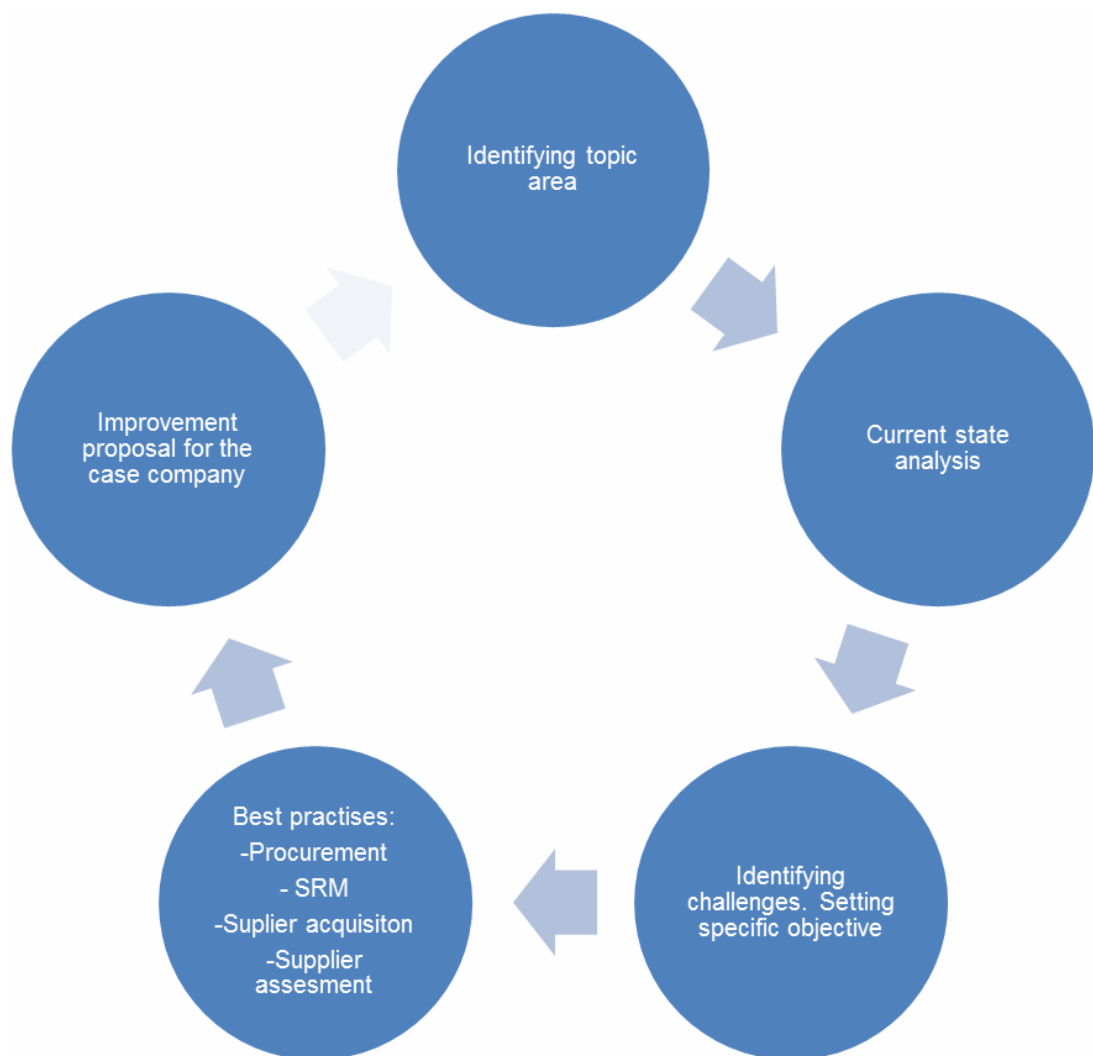 Identifying topic
area
Current state
analysis
Identifying
challenges. Setting
specific objective
Best practises:
-Procurement
- SRM
-Suplier acquisiton
-Supplier
assesment
Improvement
proposal for the
case company